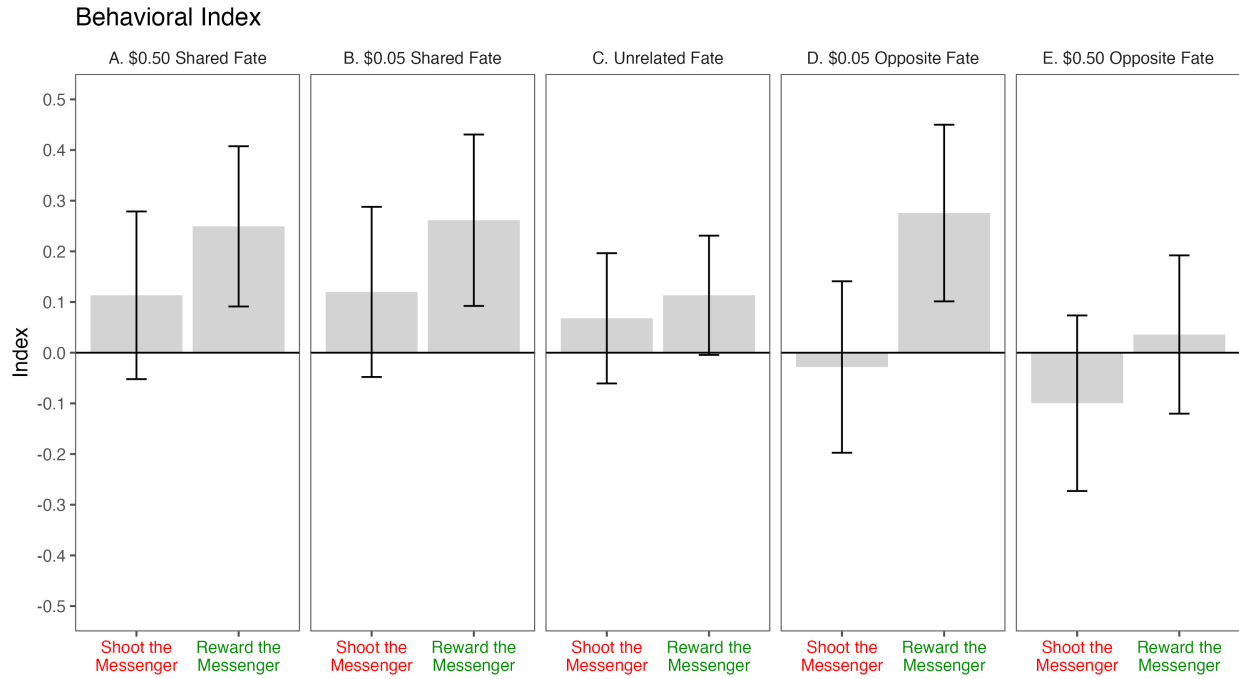 Behavioral Index
A. $0.50 Shared Fate
B. $0.05 Shared Fate
C. Unrelated Fate
D. $0.05 Opposite Fate
E. $0.50 Opposite Fate
Index
0.5
0.4
0.3
0.2
0.1
0.0
-0.1
-0.2
-0.3
-0.4
-0.5
Shoot the
Messenger
Reward the
Messenger
Shoot the
Messenger
Reward the
Messenger
Shoot the
Messenger
Reward the
Messenger
Shoot the
Messenger
Reward the
Messenger
Shoot the
Messenger
Reward the
Messenger